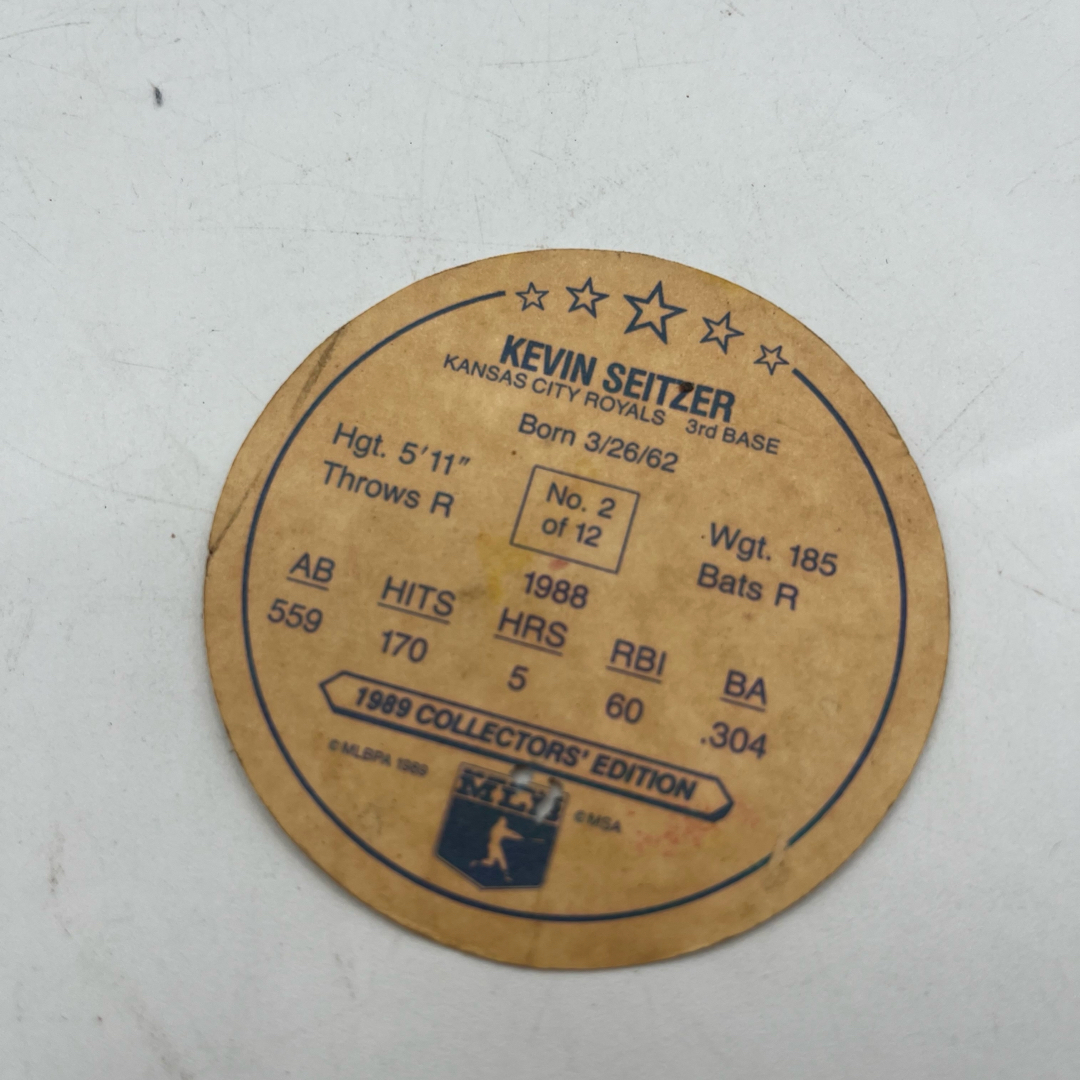 KEVIN SEITZER
KANSAS CITY ROYALS 3rd BASE
Born 3/26/62
Hgt. 5'11"
Throws R
No. 2
of 12
Wgt. 185
Bats R
1988
AB HITS HRS RBI BA
559 170 5 60 .304
1989 COLLECTORS' EDITION
©MLBPA 1989
MLB
©MSA